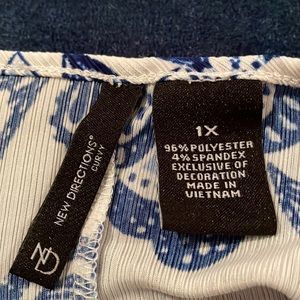 NEW DIRECTIONS®
CURVY
ND
1X
96% POLYESTER
4% SPANDEX
EXCLUSIVE OF
DECORATION
MADE IN
VIETNAM